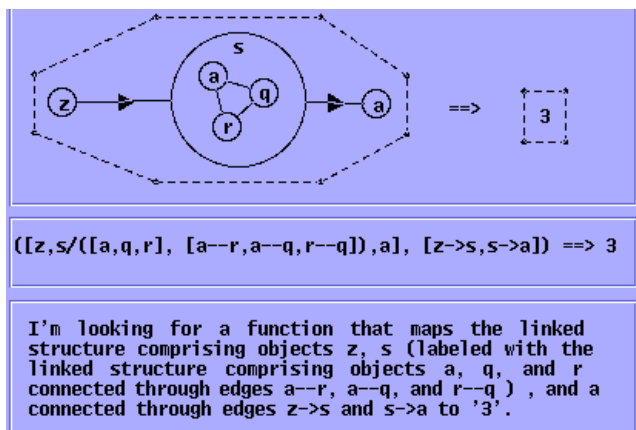 s
a
q
z
a
r
==>
3
([z,s/([a,q,r], [a--r,a--q,r--q]),a], [z->s,s->a]) ==> 3
I'm looking for a function that maps the linked
structure comprising objects z, s (labeled with the
linked structure comprising objects a, q, and r
connected through edges a--r, a--q, and r--q ) , and a
connected through edges z->s and s->a to '3'.